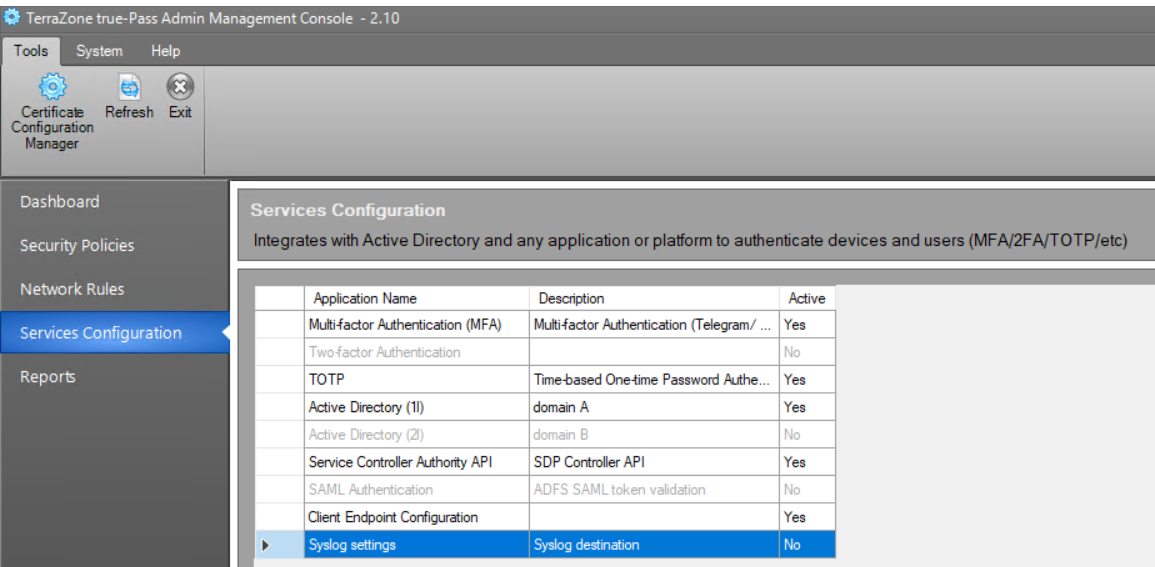 TerraZone true-Pass Admin Management Console - 2.10
Tools System Help
Certificate Configuration Manager
Refresh
Exit
Dashboard
Security Policies
Network Rules
Services Configuration
Reports
Services Configuration
Integrates with Active Directory and any application or platform to authenticate devices and users (MFA/2FA/TOTP/etc)
Application Name Description Active
Multi-factor Authentication (MFA) Multi-factor Authentication (Telegram/ ... Yes
Two-factor Authentication No
TOTP Time-based One-time Password Authe... Yes
Active Directory (1l) domain A Yes
Active Directory (2l) domain B No
Service Controller Authority API SDP Controller API Yes
SAML Authentication ADFS SAML token validation No
Client Endpoint Configuration Yes
Syslog settings Syslog destination No